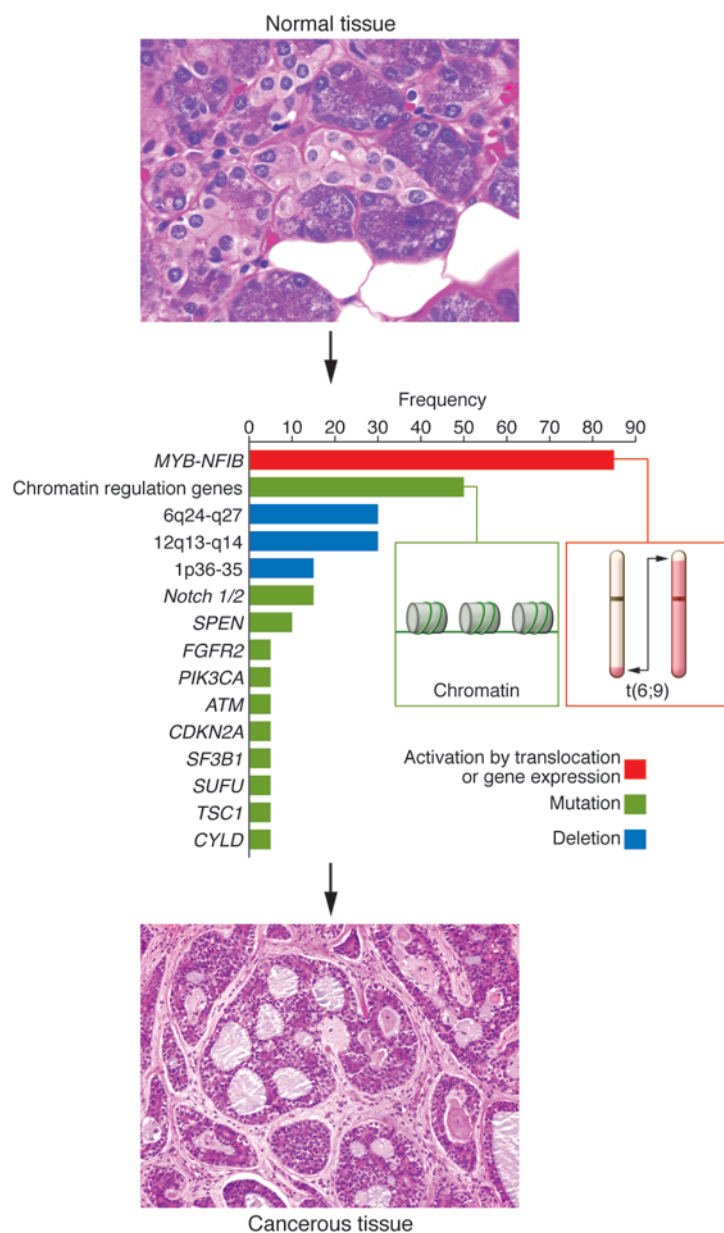 Normal tissue
Frequency
0 10 20 30 40 50 60 70 80 90
MYB-NFIB
Chromatin regulation genes
6q24-q27
12q13-q14
1p36-35
Notch 1/2
SPEN
FGFR2
PIK3CA
ATM
CDKN2A
SF3B1
SUFU
TSC1
CYLD
Chromatin
t(6;9)
Activation by translocation
or gene expression
Mutation
Deletion
Cancerous tissue